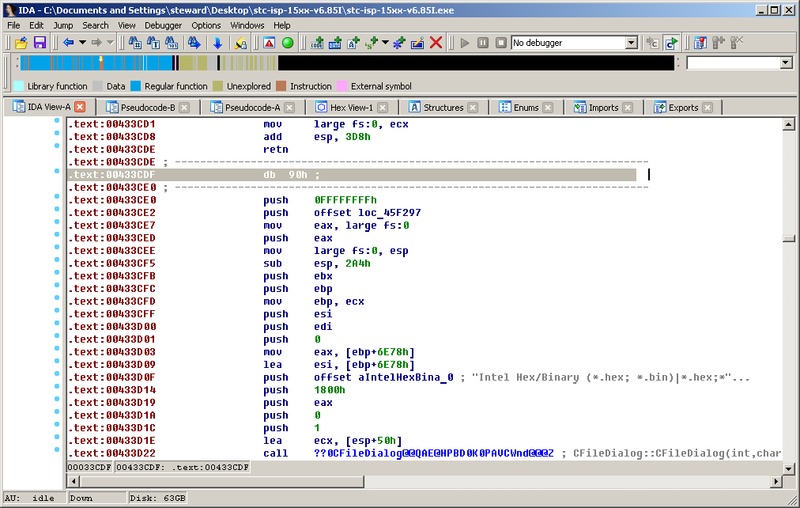 IDA - C:\Documents and Settings\steward\Desktop\stc-isp-15xx-v6.85I\stc-isp-15xx-v6.85I.exe
File Edit Jump Search View Debugger Options Windows Help
No debugger
Library function Data Regular function Unexplored Instruction External symbol
IDA View-A Pseudocode-B Pseudocode-A Hex View-1 Structures Enums Imports Exports
.text:00433CD1 mov large fs:0, ecx
.text:00433CD8 add esp, 3D8h
.text:00433CDE retn
.text:00433CDE ; ---------------------------------------------------------------------------
.text:00433CDF db 90h ;
.text:00433CE0 ; ---------------------------------------------------------------------------
.text:00433CE0 push 0FFFFFFFFh
.text:00433CE2 push offset loc_45F297
.text:00433CE7 mov eax, large fs:0
.text:00433CED push eax
.text:00433CEE mov large fs:0, esp
.text:00433CF5 sub esp, 2A4h
.text:00433CFB push ebx
.text:00433CFC push ebp
.text:00433CFD mov ebp, ecx
.text:00433CFF push esi
.text:00433D00 push edi
.text:00433D01 push 0
.text:00433D03 mov eax, [ebp+6E78h]
.text:00433D09 lea esi, [ebp+6E78h]
.text:00433D0F push offset aIntelHexBina_0 ; "Intel Hex/Binary (*.hex; *.bin)|*.hex;*"...
.text:00433D14 push 1800h
.text:00433D19 push eax
.text:00433D1A push 0
.text:00433D1C push 1
.text:00433D1E lea ecx, [esp+50h]
.text:00433D22 call ??0CFileDialog@@QAE@HPBD0K0PAVCWnd@@@Z ; CFileDialog::CFileDialog(int,char
00033CDF 00433CDF: .text:00433CDF
AU: idle Down Disk: 63GB